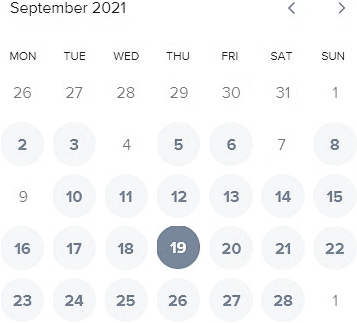 September 2021
MON TUE WED THU FRI SAT SUN
26 27 28 29 30 31 1
2 3 4 5 6 7 8
9 10 11 12 13 14 15
16 17 18 19 20 21 22
23 24 25 26 27 28 1